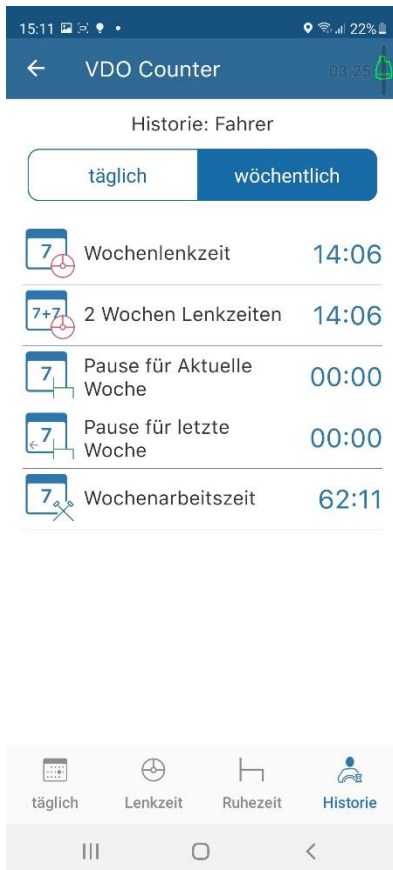 15:11 22%
VDO Counter 03:25
Historie: Fahrer
täglich wöchentlich
7 Wochenlenkzeit 14:06
7+7 2 Wochen Lenkzeiten 14:06
7 Pause für Aktuelle
Woche 00:00
7 Pause für letzte
Woche 00:00
7 Wochenarbeitszeit 62:11
täglich Lenkzeit Ruhezeit Historie